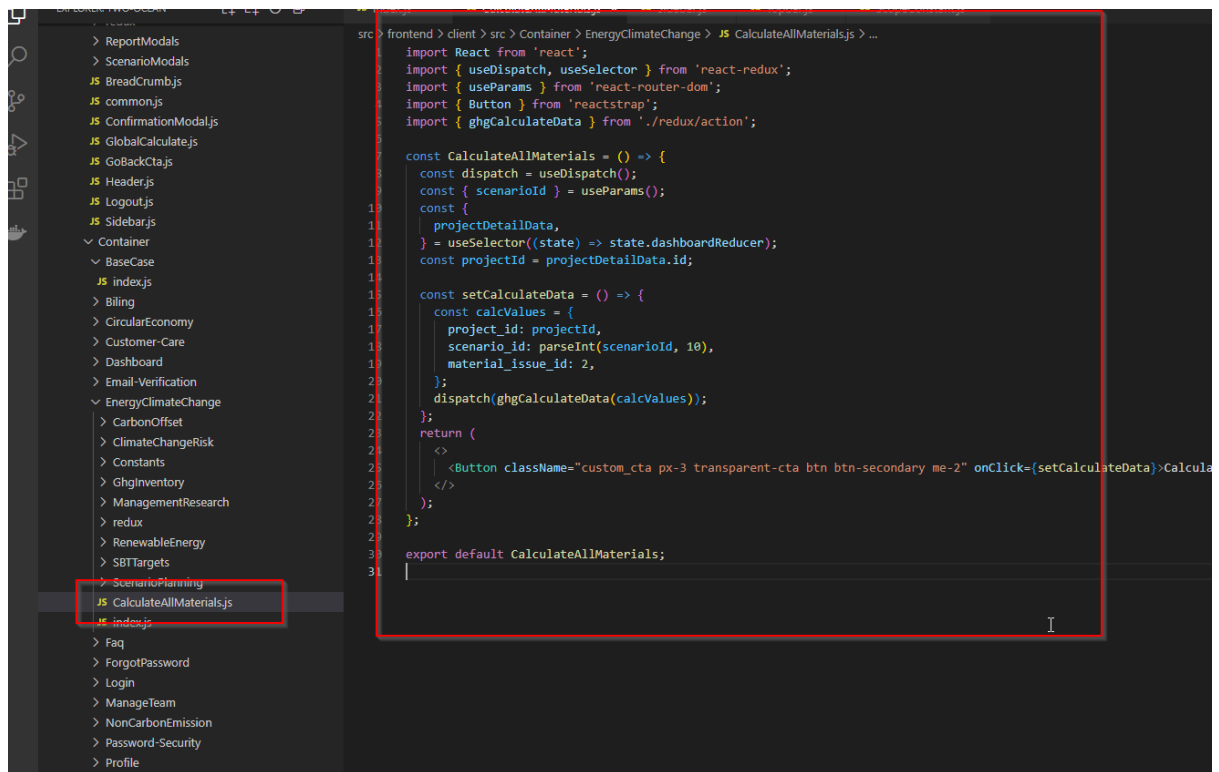 ReportModals
ScenarioModals
JS BreadCrumb.js
JS common.js
JS ConfirmationModal.js
JS GlobalCalculate.js
JS GoBackCta.js
JS Header.js
JS Logout.js
JS Sidebar.js
Container
BaseCase
JS index.js
Biling
CircularEconomy
Customer-Care
Dashboard
Email-Verification
EnergyClimateChange
CarbonOffset
ClimateChangeRisk
Constants
GhgInventory
ManagementResearch
redux
RenewableEnergy
SBTTargets
ScenarioPlanning
JS CalculateAllMaterials.js
JS index.js
Faq
ForgotPassword
Login
ManageTeam
NonCarbonEmission
Password-Security
Profile
src > frontend > client > src > Container > EnergyClimateChange > JS CalculateAllMaterials.js > ...
import React from 'react';
import { useDispatch, useSelector } from 'react-redux';
import { useParams } from 'react-router-dom';
import { Button } from 'reactstrap';
import { ghgCalculateData } from './redux/action';
const CalculateAllMaterials = () => {
const dispatch = useDispatch();
const { scenarioId } = useParams();
const {
projectDetailData,
} = useSelector((state) => state.dashboardReducer);
const projectId = projectDetailData.id;
const setCalculateData = () => {
const calcValues = {
project_id: projectId,
scenario_id: parseInt(scenarioId, 10),
material_issue_id: 2,
};
dispatch(ghgCalculateData(calcValues));
};
return (
<>
<Button className="custom_cta px-3 transparent-cta btn btn-secondary me-2" onClick={setCalculateData}>Calcula
</>
);
};
export default CalculateAllMaterials;
31